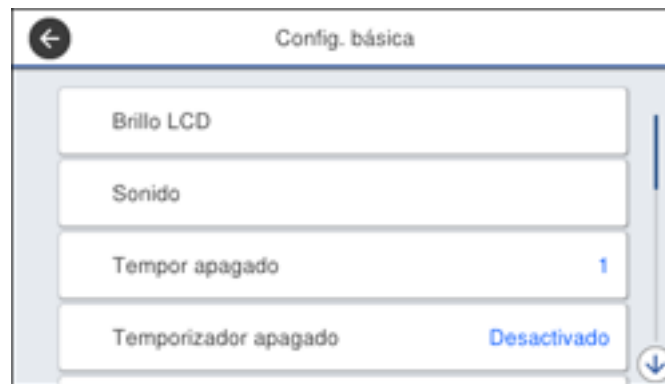 Config. básica
Brillo LCD
Sonido
Tempor apagado 1
Temporizador apagado Desactivado